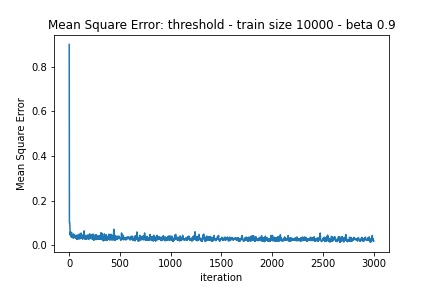 Mean Square Error: threshold - train size 10000 - beta 0.9
Mean Square Error
0.8
0.6
0.4
0.2
0.0
0 500 1000 1500 2000 2500 3000
iteration